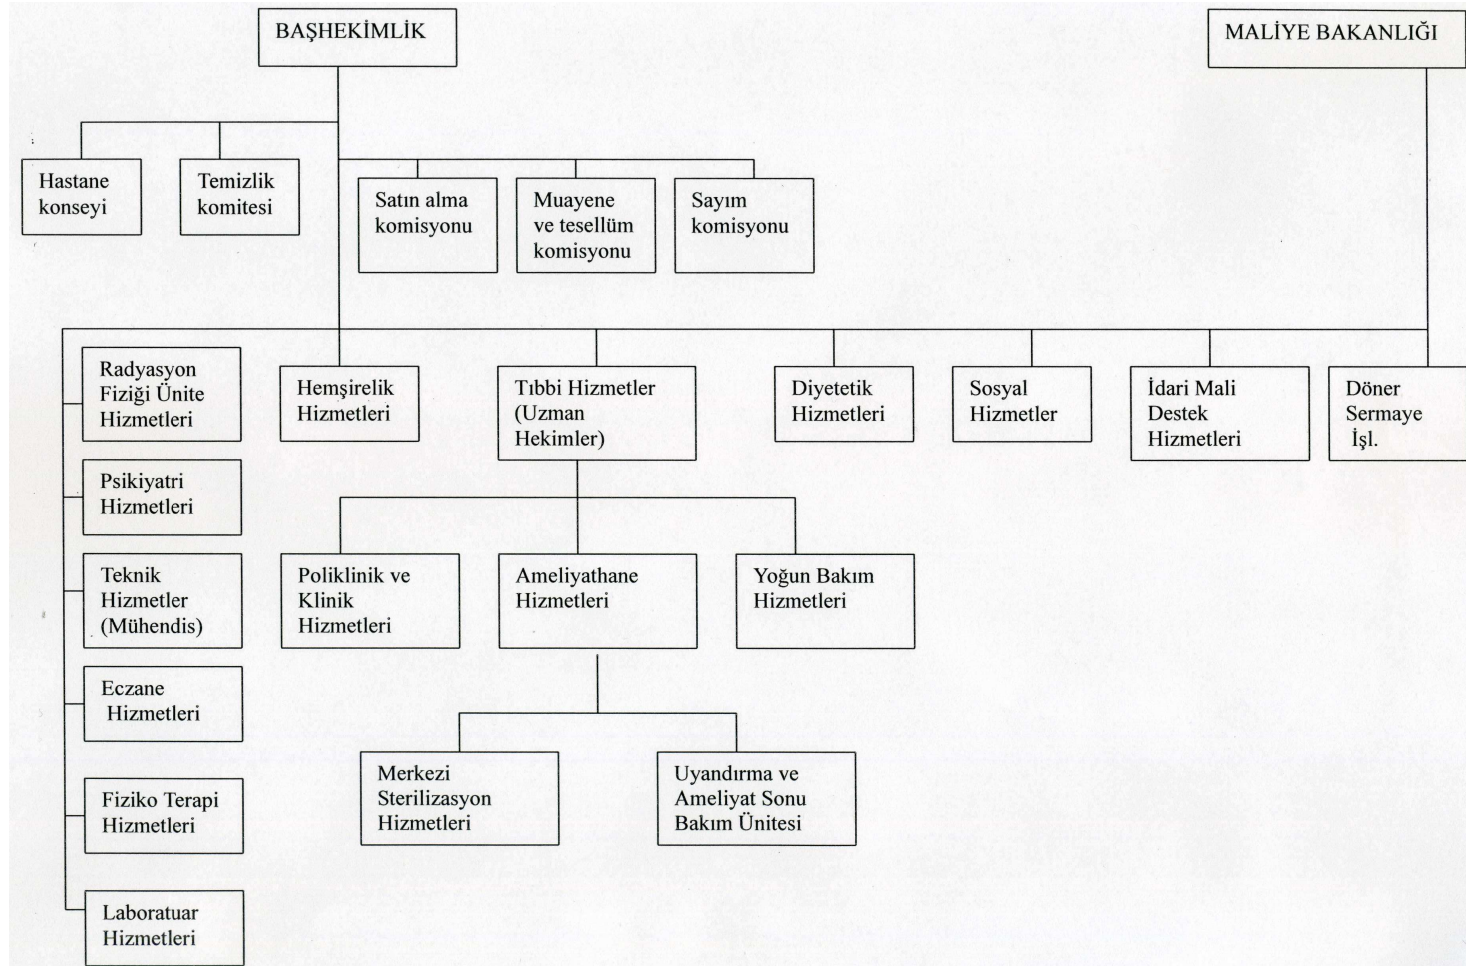 BAŞHEKİMLİK
MALİYE BAKANLIĞI
Hastane
konseyi
Temizlik
komitesi
Satın alma
komisyonu
Muayene
ve tesellüm
komisyonu
Sayım
komisyonu
Radyasyon
Fiziği Ünite
Hizmetleri
Hemşirelik
Hizmetleri
Tıbbi Hizmetler
(Uzman
Hekimler)
Diyetetik
Hizmetleri
Sosyal
Hizmetler
İdari Mali
Destek
Hizmetleri
Döner
Sermaye
İşl.
Psikiyatri
Hizmetleri
Teknik
Hizmetler
(Mühendis)
Poliklinik ve
Klinik
Hizmetleri
Ameliyathane
Hizmetleri
Yoğun Bakım
Hizmetleri
Eczane
Hizmetleri
Merkezi
Sterilizasyon
Hizmetleri
Uyandırma ve
Ameliyat Sonu
Bakım Ünitesi
Fiziko Terapi
Hizmetleri
Laboratuar
Hizmetleri